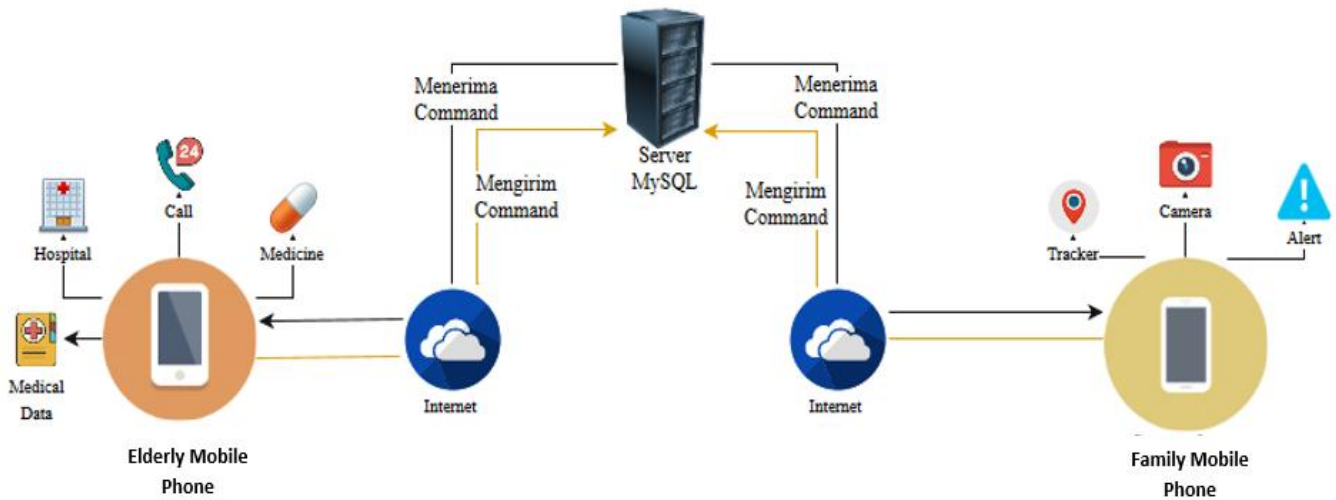 Menerima
Command
Menerima
Command
Server
MySQL
Mengirim
Command
Mengirim
Command
24
Call
Hospital
Medicine
Camera
Tracker
Alert
Medical
Data
Internet
Internet
Elderly Mobile
Phone
Family Mobile
Phone